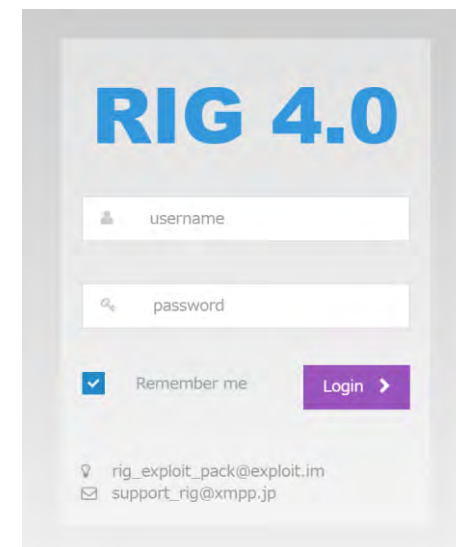 RIG 4.0
username
password
Remember me
Login
rig_exploit_pack@exploit.im
support_rig@xmpp.jp